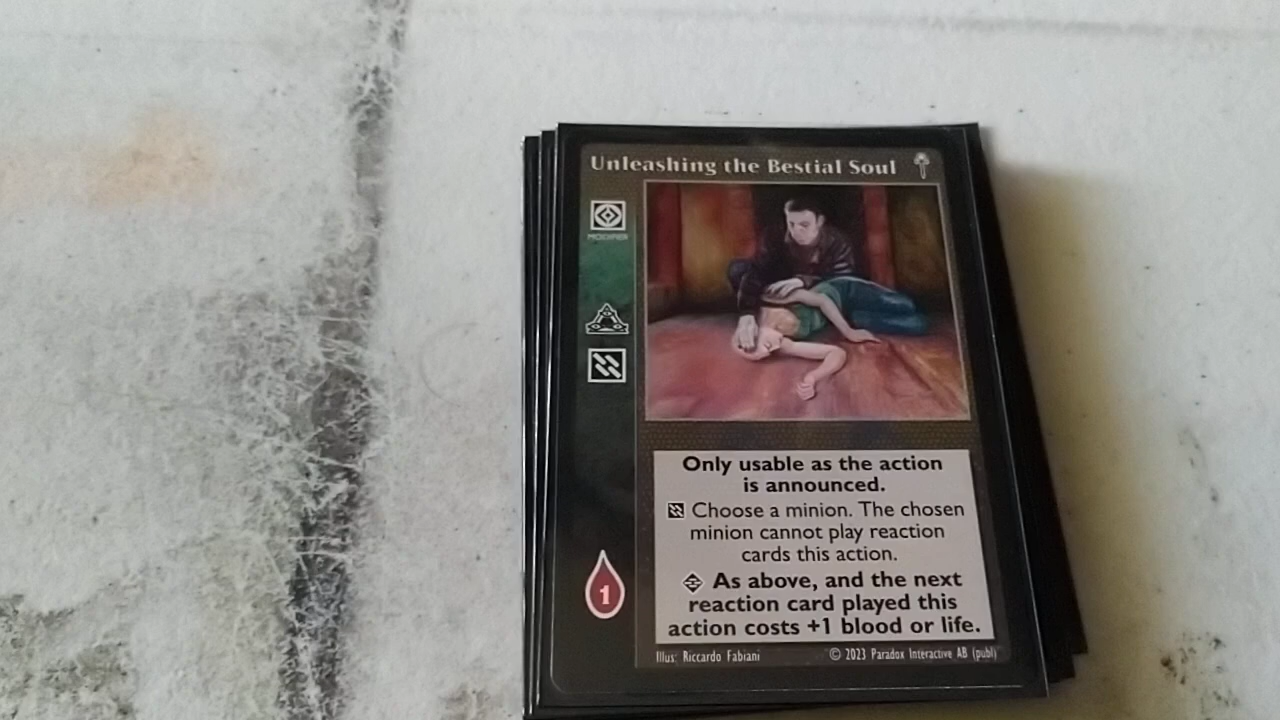 Unleashing the Bestial Soul
MODIFIER
Only usable as the action
is announced.
Choose a minion. The chosen
minion cannot play reaction
cards this action.
As above, and the next
reaction card played this
action costs +1 blood or life.
1
Illus: Riccardo Fabiani
© 2023 Paradox Interactive AB (publ)